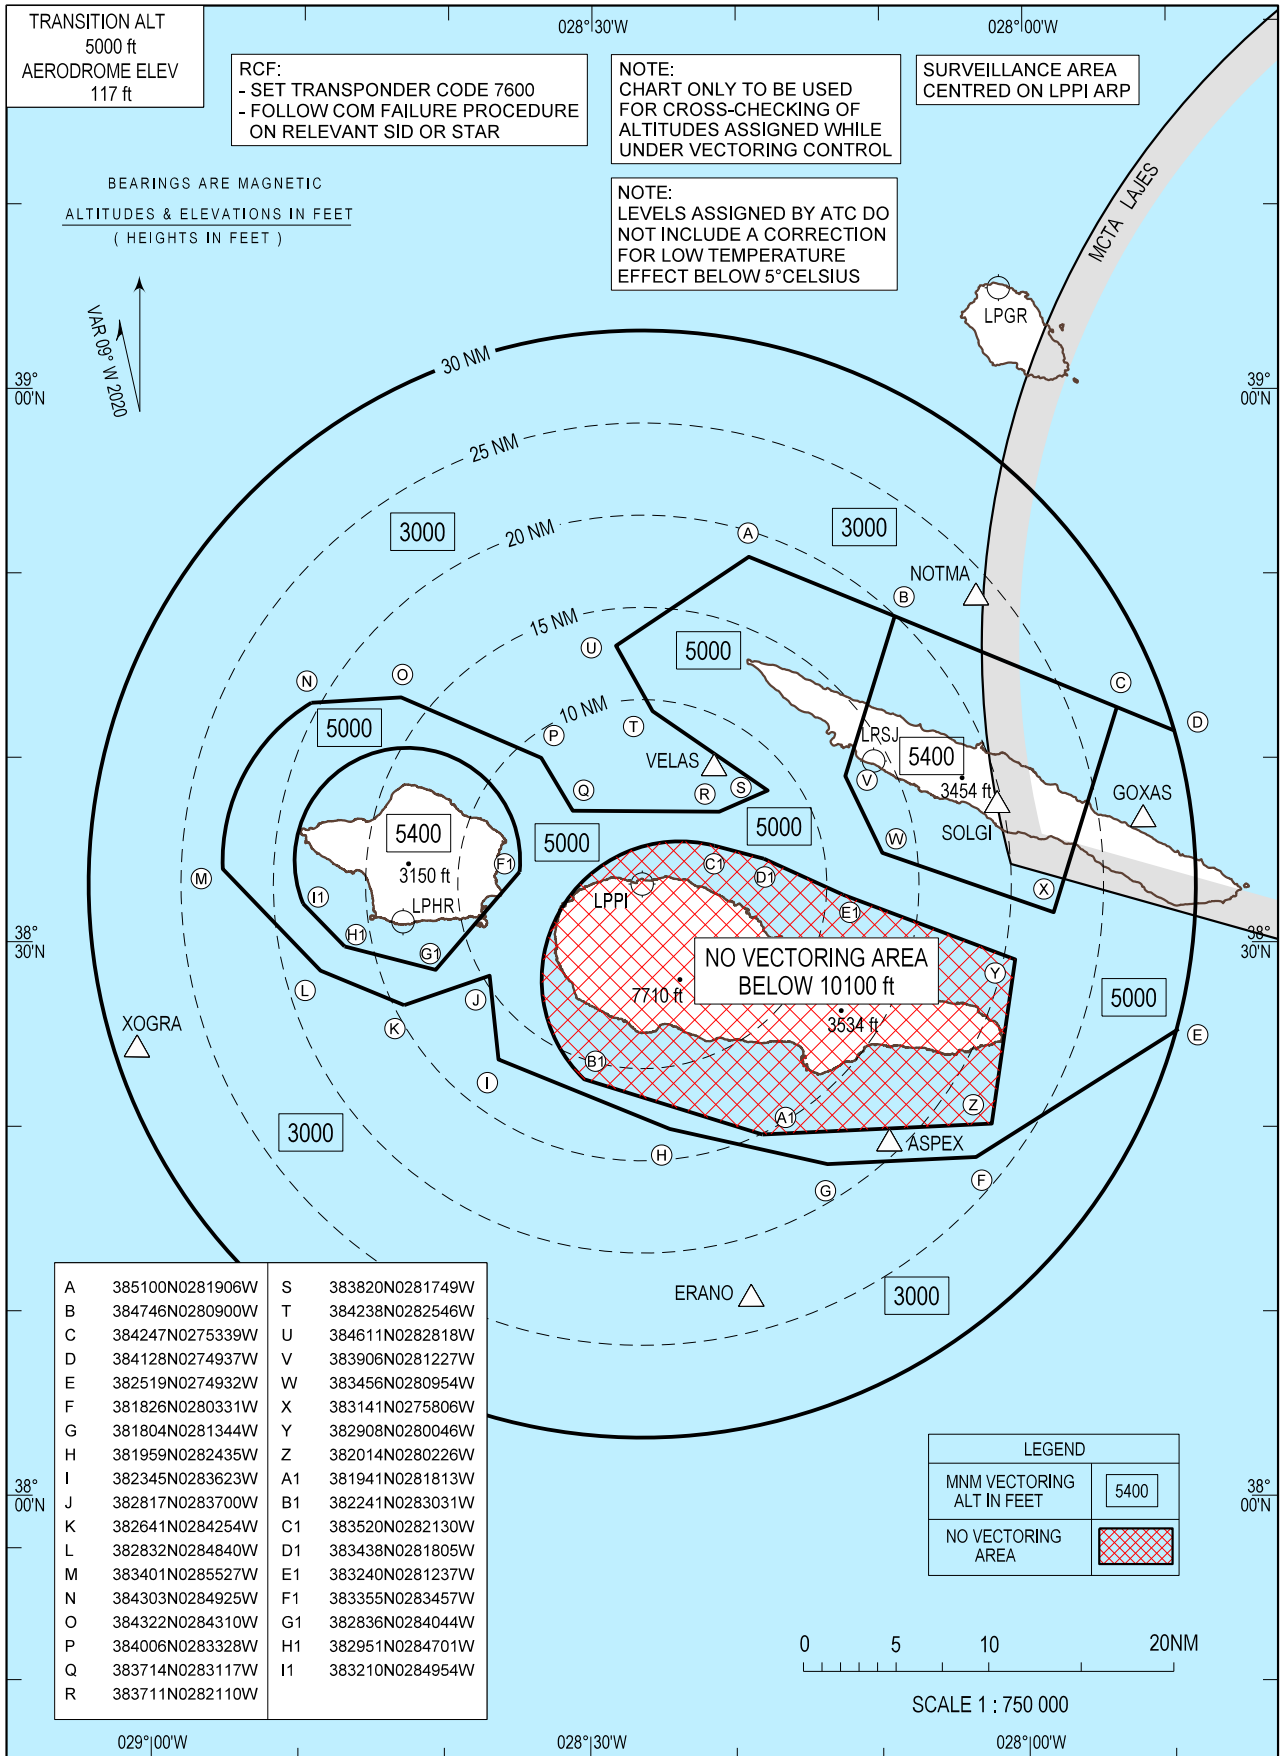 TRANSITION ALT
5000 ft
AERODROME ELEV
117 ft
028°30'W
028°00'W
RCF:
- SET TRANSPONDER CODE 7600
- FOLLOW COM FAILURE PROCEDURE
ON RELEVANT SID OR STAR
NOTE:
CHART ONLY TO BE USED
FOR CROSS-CHECKING OF
ALTITUDES ASSIGNED WHILE
UNDER VECTORING CONTROL
SURVEILLANCE AREA
CENTRED ON LPPI ARP
BEARINGS ARE MAGNETIC
ALTITUDES & ELEVATIONS IN FEET
( HEIGHTS IN FEET )
NOTE:
LEVELS ASSIGNED BY ATC DO
NOT INCLUDE A CORRECTION
FOR LOW TEMPERATURE
EFFECT BELOW 5°CELSIUS
MCTA LAJES
VAR 09° W 2020
LPGR
39°
00'N
39°
00'N
30 NM
25 NM
20 NM
15 NM
10 NM
3000
3000
A
B
NOTMA
U
5000
N
O
C
D
5000
P
T
VELAS
LRSJ
5400
3454 ft
Q
R
S
V
SOLGI
GOXAS
5400
3150 ft
5000
5000
W
M
F1
C1
D1
X
I1
LPHR
LPPI
E1
H1
G1
38°
30'N
38°
30'N
NO VECTORING AREA
BELOW 10100 ft
7710 ft
3534 ft
Y
5000
L
J
K
XOGRA
E
I
B1
A1
Z
3000
H
ASPEX
G
F
ERANO
3000
A 385100N0281906W
B 384746N0280900W
C 384247N0275339W
D 384128N0274937W
E 382519N0274932W
F 381826N0280331W
G 381804N0281344W
H 381959N0282435W
I 382345N0283623W
J 382817N0283700W
K 382641N0284254W
L 382832N0284840W
M 383401N0285527W
N 384303N0284925W
O 384322N0284310W
P 384006N0283328W
Q 383714N0283117W
R 383711N0282110W
S 383820N0281749W
T 384238N0282546W
U 384611N0282818W
V 383906N0281227W
W 383456N0280954W
X 383141N0275806W
Y 382908N0280046W
Z 382014N0280226W
A1 381941N0281813W
B1 382241N0283031W
C1 383520N0282130W
D1 383438N0281805W
E1 383240N0281237W
F1 383355N0283457W
G1 382836N0284044W
H1 382951N0284701W
I1 383210N0284954W
LEGEND
MNM VECTORING
ALT IN FEET
5400
NO VECTORING
AREA
38°
00'N
38°
00'N
0 5 10 20NM
SCALE 1 : 750 000
029°00'W
028°30'W
028°00'W